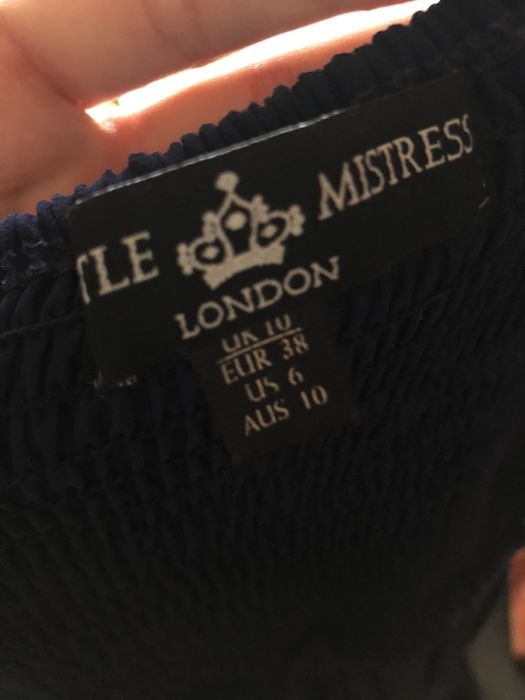 TLE MISTRESS
LONDON
UK 10
EUR 38
US 6
AUS 10